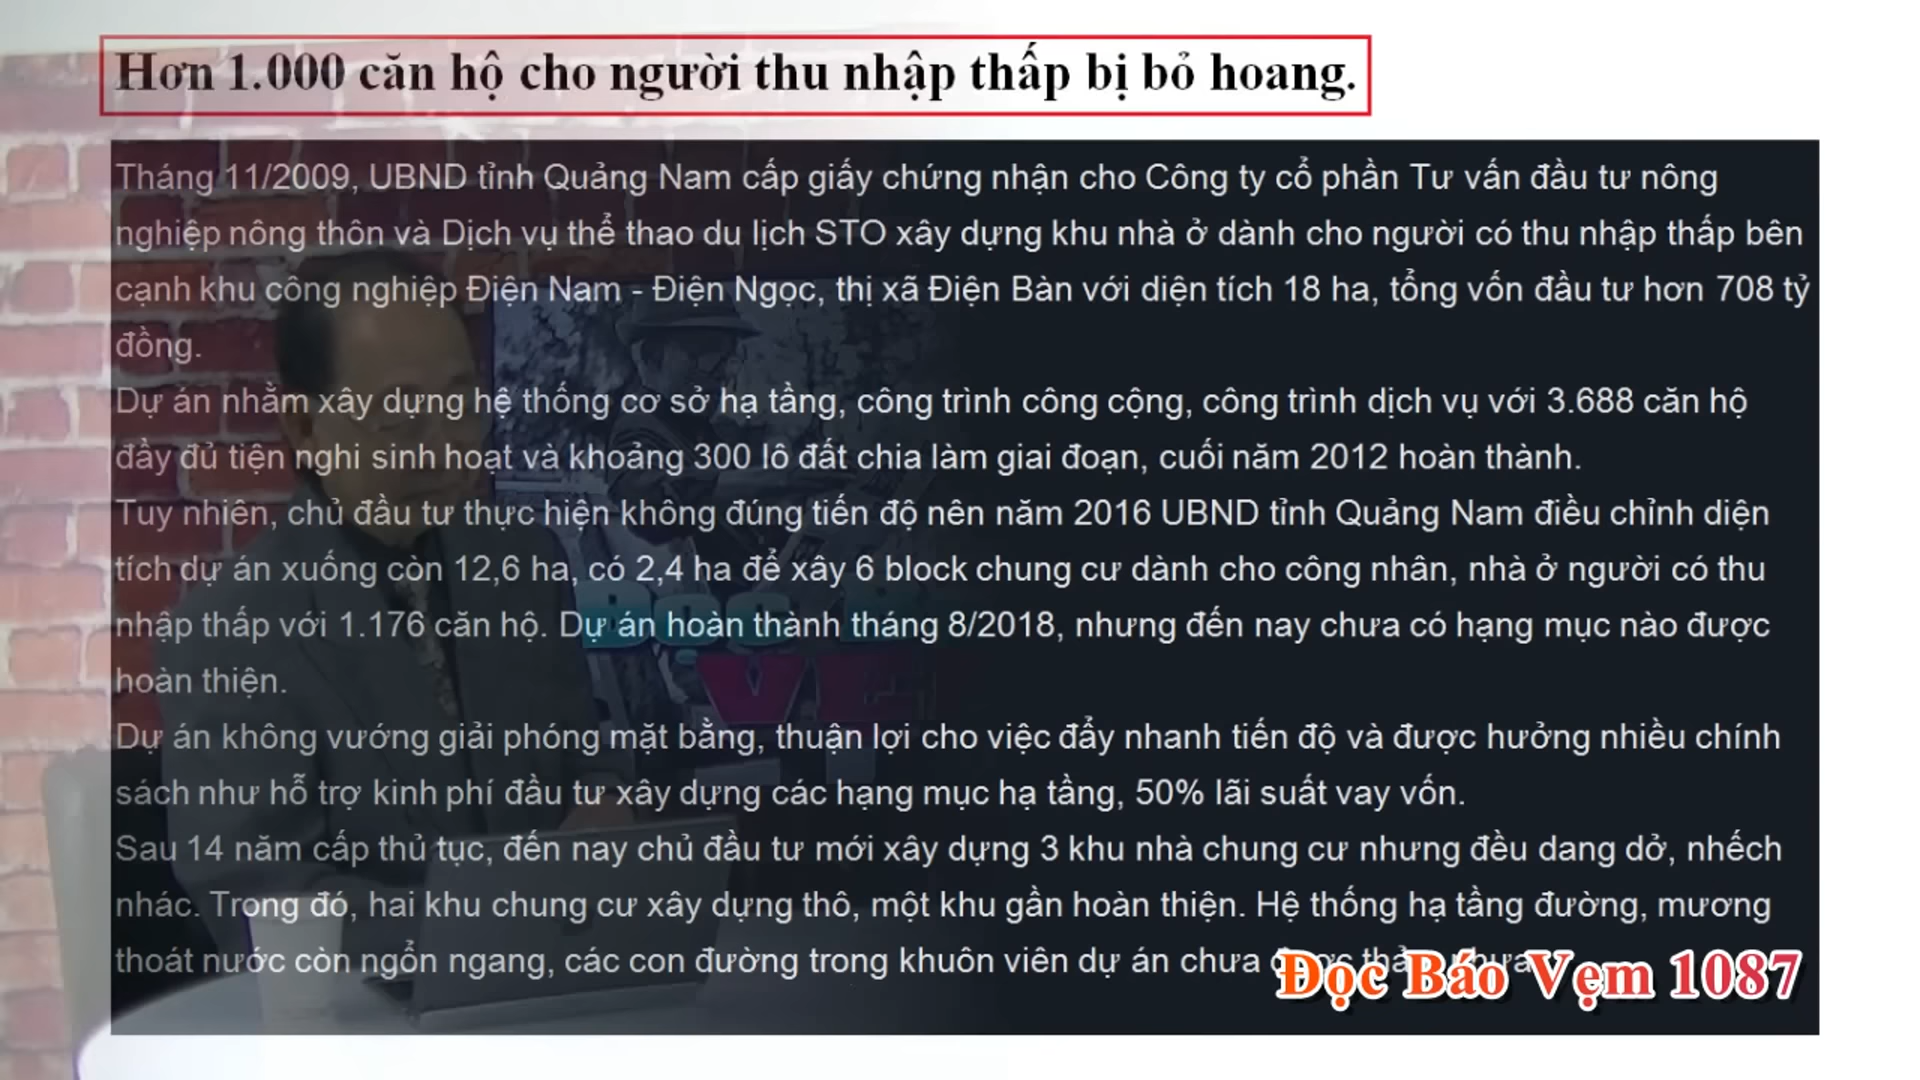 Hơn 1.000 căn hộ cho người thu nhập thấp bị bỏ hoang.
Tháng 11/2009, UBND tỉnh Quảng Nam cấp giấy chứng nhận cho Công ty cổ phần Tư vấn đầu tư nông
nghiệp nông thôn và Dịch vụ thể thao du lịch STO xây dựng khu nhà ở dành cho người có thu nhập thấp bên
cạnh khu công nghiệp Điện Nam - Điện Ngọc, thị xã Điện Bàn với diện tích 18 ha, tổng vốn đầu tư hơn 708 tỷ
đồng.
Dự án nhằm xây dựng hệ thống cơ sở hạ tầng, công trình công cộng, công trình dịch vụ với 3.688 căn hộ
đầy đủ tiện nghi sinh hoạt và khoảng 300 lô đất chia làm giai đoạn, cuối năm 2012 hoàn thành.
Tuy nhiên, chủ đầu tư thực hiện không đúng tiến độ nên năm 2016 UBND tỉnh Quảng Nam điều chỉnh diện
tích dự án xuống còn 12,6 ha, có 2,4 ha để xây 6 block chung cư dành cho công nhân, nhà ở người có thu
nhập thấp với 1.176 căn hộ. Dự án hoàn thành tháng 8/2018, nhưng đến nay chưa có hạng mục nào được
hoàn thiện.
Dự án không vướng giải phóng mặt bằng, thuận lợi cho việc đẩy nhanh tiến độ và được hưởng nhiều chính
sách như hỗ trợ kinh phí đầu tư xây dựng các hạng mục hạ tầng, 50% lãi suất vay vốn.
Sau 14 năm cấp thủ tục, đến nay chủ đầu tư mới xây dựng 3 khu nhà chung cư nhưng đều dang dở, nhếch
nhác. Trong đó, hai khu chung cư xây dựng thô, một khu gần hoàn thiện. Hệ thống hạ tầng đường, mương
thoát nước còn ngổn ngang, các con đường trong khuôn viên dự án chưa
Đọc Báo Vẹm 1087